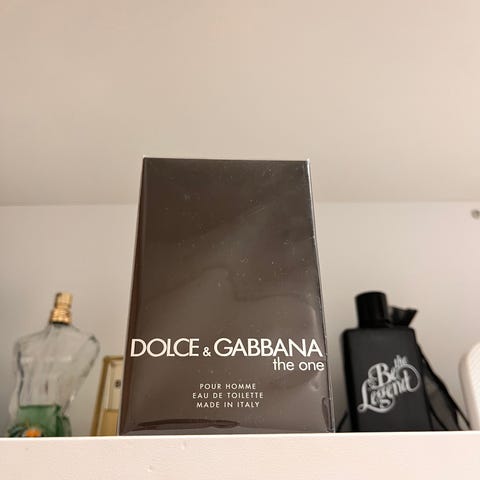 DOLCE & GABBANA
the one
POUR HOMME
EAU DE TOILETTE
MADE IN ITALY
Be the
Legend